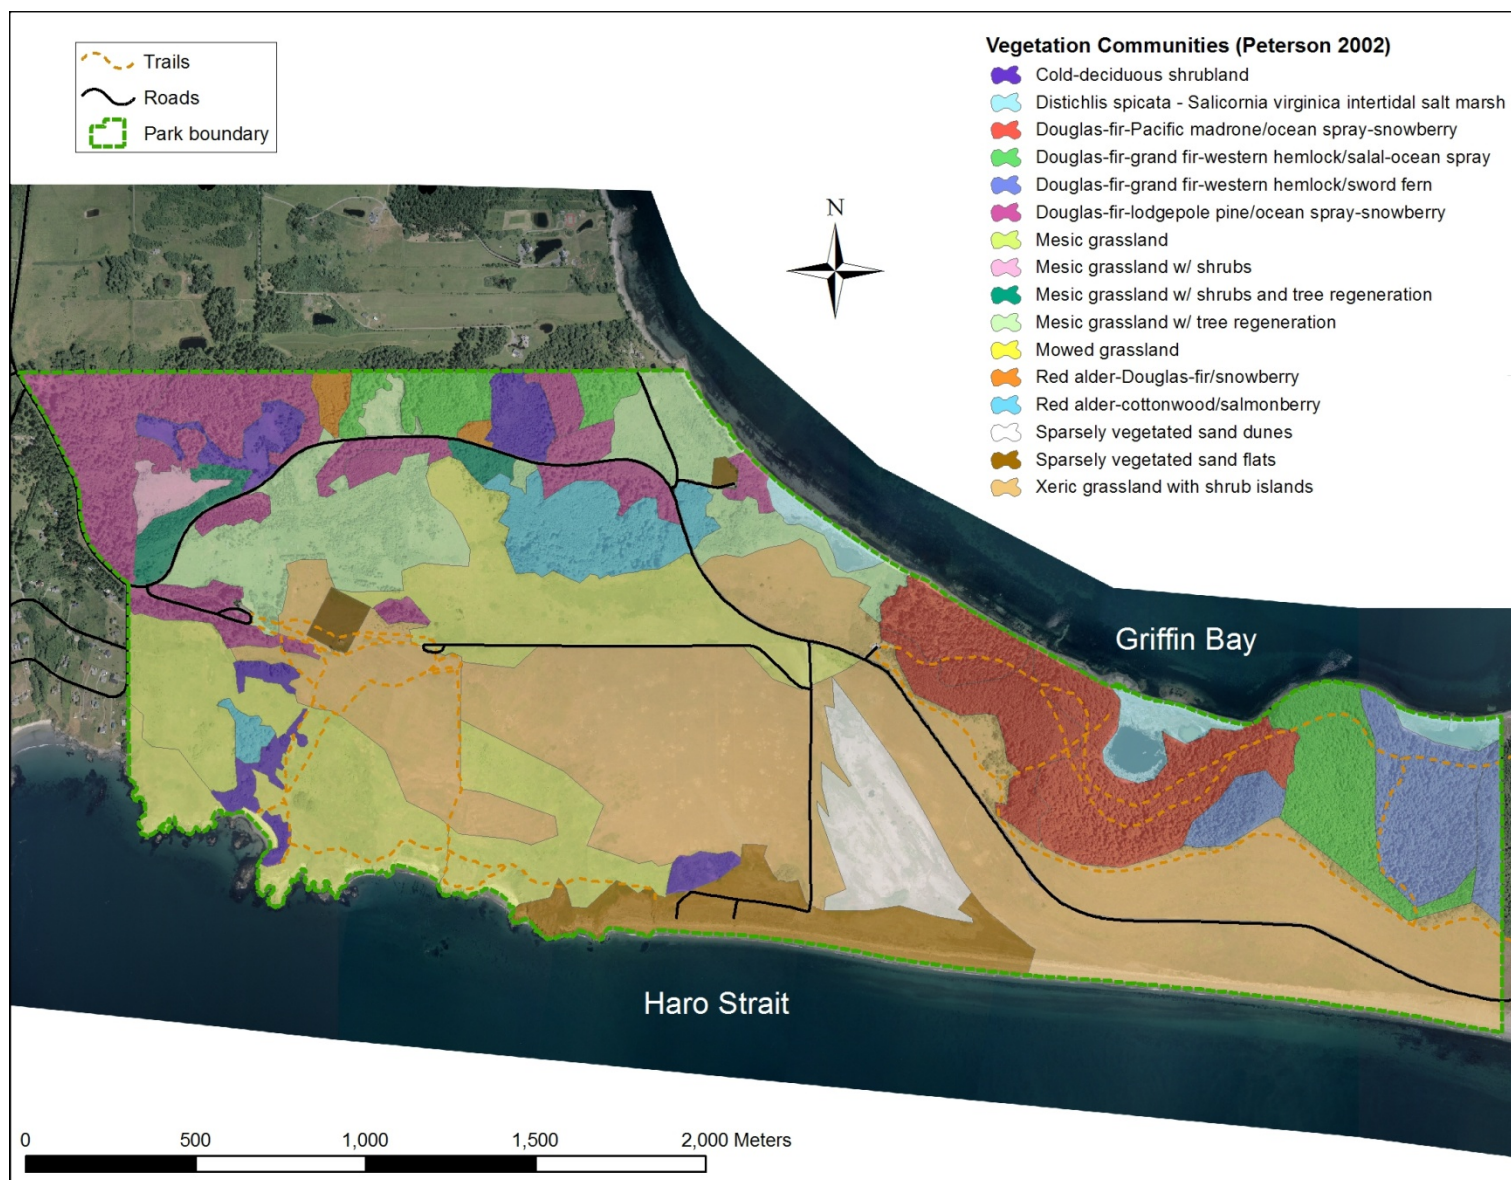 Trails
Roads
Park boundary
Vegetation Communities (Peterson 2002)
Cold-deciduous shrubland
Distichlis spicata - Salicornia virginica intertidal salt marsh
Douglas-fir-Pacific madrone/ocean spray-snowberry
Douglas-fir-grand fir-western hemlock/salal-ocean spray
Douglas-fir-grand fir-western hemlock/sword fern
Douglas-fir-lodgepole pine/ocean spray-snowberry
Mesic grassland
Mesic grassland w/ shrubs
Mesic grassland w/ shrubs and tree regeneration
Mesic grassland w/ tree regeneration
Mowed grassland
Red alder-Douglas-fir/snowberry
Red alder-cottonwood/salmonberry
Sparsely vegetated sand dunes
Sparsely vegetated sand flats
Xeric grassland with shrub islands
N
Griffin Bay
Haro Strait
0 500 1,000 1,500 2,000 Meters